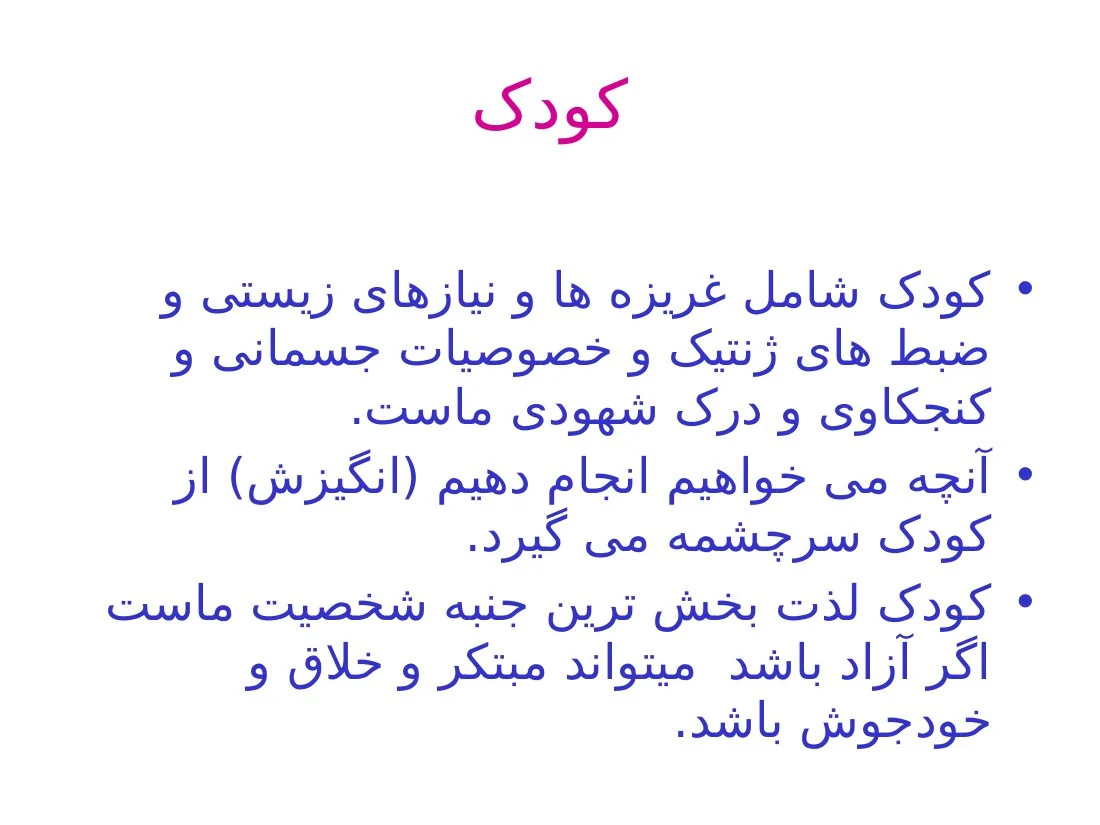 کودک
• کودک شامل غریزه ها و نیازهای زیستی و
ضبط های ژنتیک و خصوصیات جسمانی و
کنجکاوی و درک شهودی ماست.
• آنچه می خواهیم انجام دهیم (انگیزش) از
کودک سرچشمه می گیرد.
• کودک لذت بخش ترین جنبه شخصیت ماست
اگر آزاد باشد  میتواند مبتکر و خلاق و
خودجوش باشد.